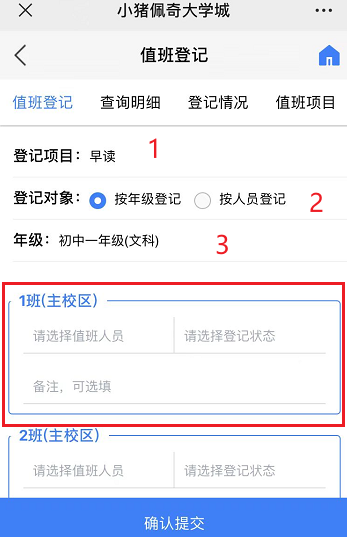 小猪佩奇大学城
值班登记
值班登记 查询明细 登记情况 值班项目
登记项目：早读 1
登记对象： 按年级登记 按人员登记 2
年级：初中一年级(文科) 3
1班(主校区)
请选择值班人员 请选择登记状态
备注，可选填
2班(主校区)
请选择值班人员 请选择登记状态
确认提交